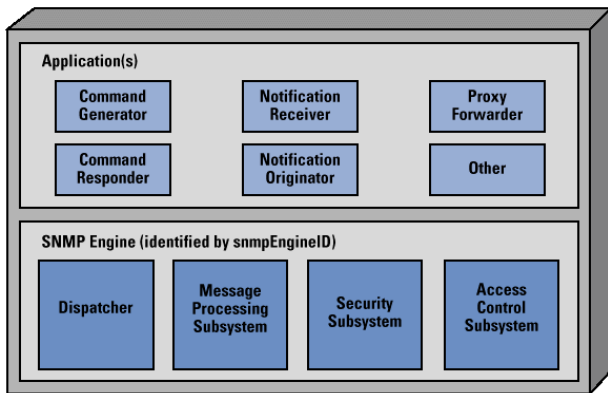 Application(s)
Command
Generator
Notification
Receiver
Proxy
Forwarder
Command
Responder
Notification
Originator
Other
SNMP Engine (identified by snmpEngineID)
Dispatcher
Message
Processing
Subsystem
Security
Subsystem
Access
Control
Subsystem